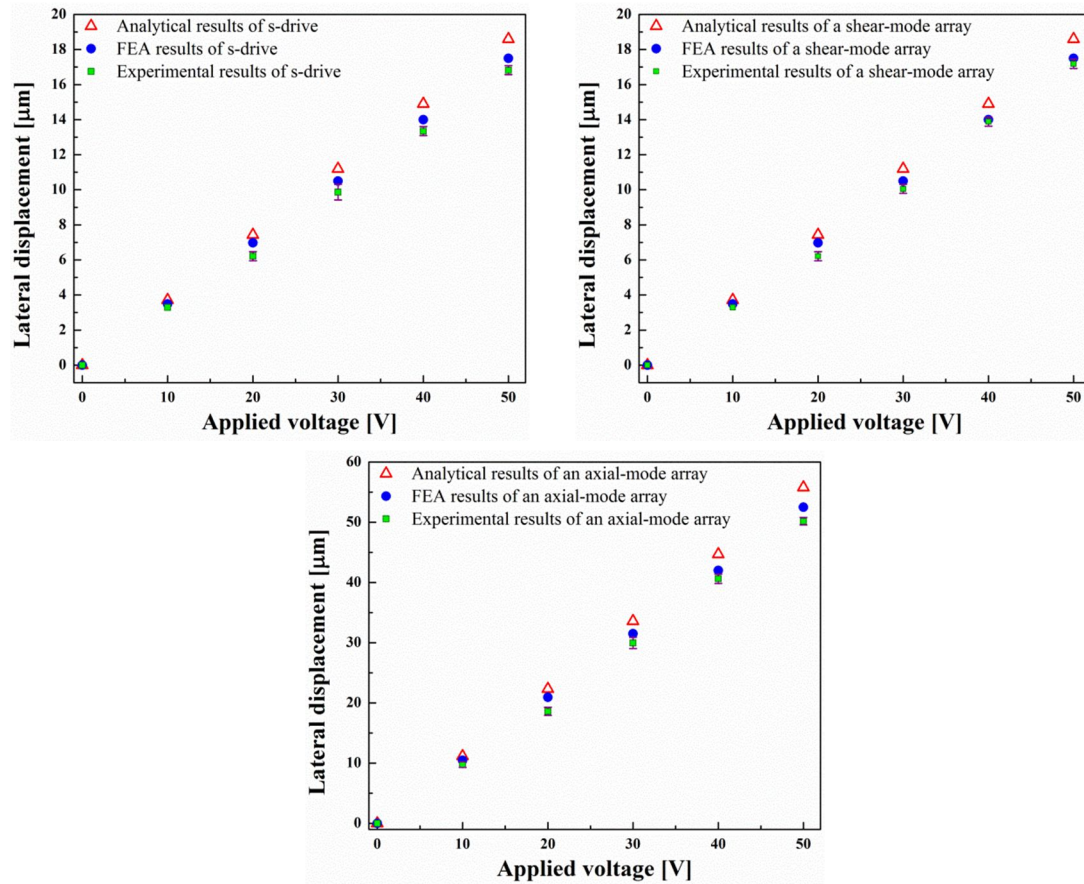 20
18
16
14
12
10
8
6
4
2
0
Lateral displacement [μm]
Analytical results of s-drive
FEA results of s-drive
Experimental results of s-drive
0 10 20 30 40 50
Applied voltage [V]
20
18
16
14
12
10
8
6
4
2
0
Lateral displacement [μm]
Analytical results of a shear-mode array
FEA results of a shear-mode array
Experimental results of a shear-mode array
0 10 20 30 40 50
Applied voltage [V]
60
50
40
30
20
10
0
Lateral displacement [μm]
Analytical results of an axial-mode array
FEA results of an axial-mode array
Experimental results of an axial-mode array
0 10 20 30 40 50
Applied voltage [V]